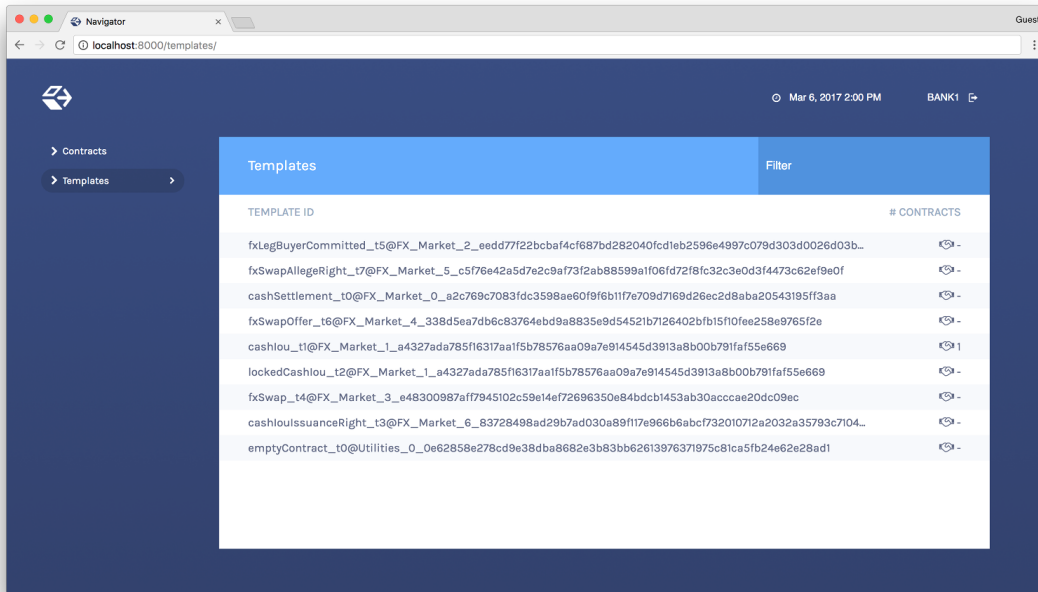 Navigator
Guest
localhost:8000/templates/
Mar 6, 2017 2:00 PM
BANK1
Contracts
Templates
Templates
Filter
TEMPLATE ID
# CONTRACTS
fxLegBuyerCommitted_t5@FX_Market_2_eedd77f22bcbaf4cf687bd282040fcd1eb2596e4997c079d303d0026d03b... -
fxSwapAllegeRight_t7@FX_Market_5_c5f76e42a5d7e2c9af73f2ab88599a1f06fd72f8fc32c3e0d3f4473c62ef9e0f -
cashSettlement_t0@FX_Market_0_a2c769c7083fdc3598ae60f9f6b11f7e709d7169d26ec2d8aba20543195ff3aa -
fxSwapOffer_t6@FX_Market_4_338d5ea7db6c83764ebd9a8835e9d54521b7126402bfb15f10fee258e9765f2e -
cashIou_t1@FX_Market_1_a4327ada785f16317aa1f5b78576aa09a7e914545d3913a8b00b791faf55e669 1
lockedCashIou_t2@FX_Market_1_a4327ada785f16317aa1f5b78576aa09a7e914545d3913a8b00b791faf55e669 -
fxSwap_t4@FX_Market_3_e48300987aff7945102c59e14ef72696350e84bdcb1453ab30acccae20dc09ec -
cashIouIssuanceRight_t3@FX_Market_6_83728498ad29b7ad030a89f117e966b6abcf732010712a2032a35793c7104... -
emptyContract_t0@Utilities_0_0e62858e278cd9e38dba8682e3b83bb62613976371975c81ca5fb24e62e28ad1 -